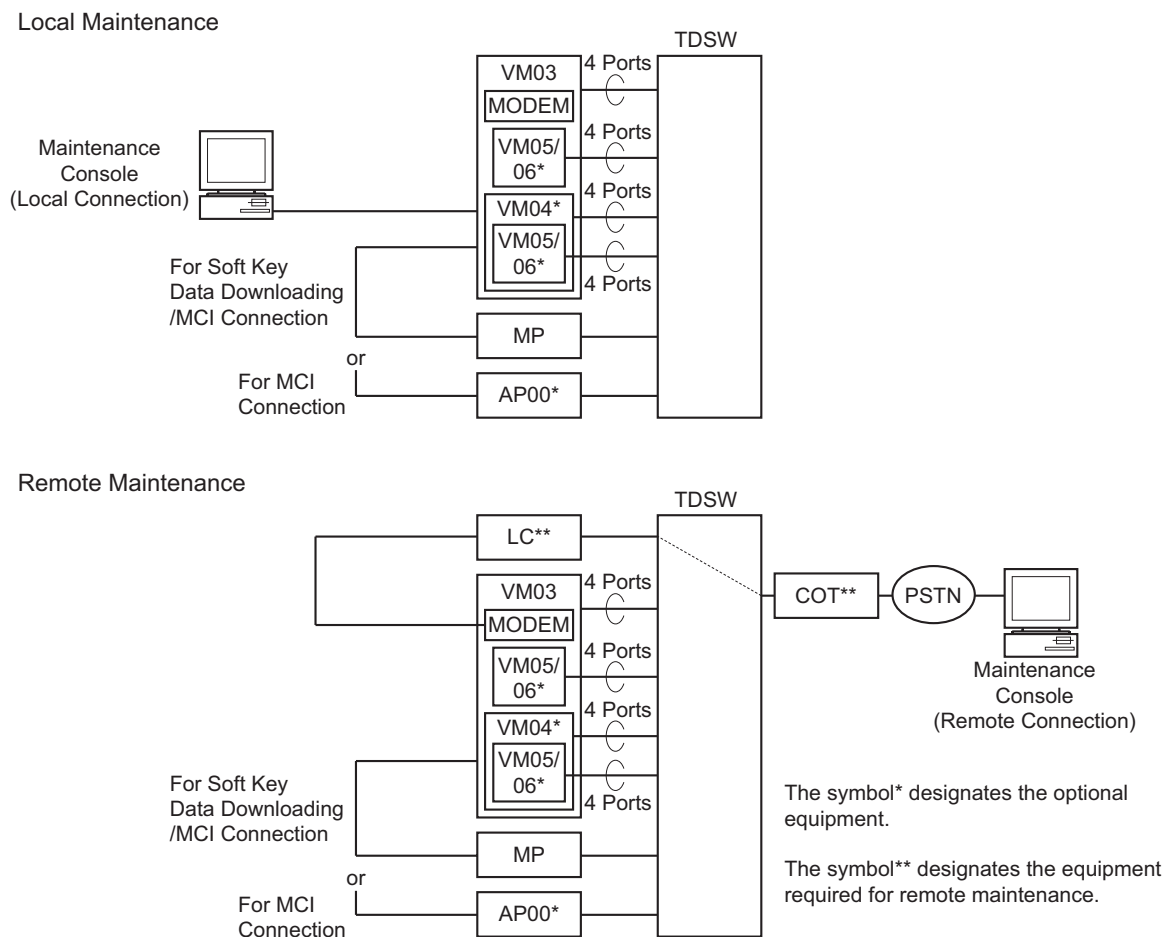 Local Maintenance
TDSW
VM03
4 Ports
MODEM
4 Ports
VM05/
06*
4 Ports
VM04*
VM05/
06*
4 Ports
Maintenance
Console
(Local Connection)
For Soft Key
Data Downloading
/MCI Connection
MP
or
For MCI
Connection
AP00*
Remote Maintenance
TDSW
LC**
VM03
4 Ports
MODEM
COT**
PSTN
4 Ports
VM05/
06*
Maintenance
Console
(Remote Connection)
4 Ports
VM04*
VM05/
06*
4 Ports
For Soft Key
Data Downloading
/MCI Connection
The symbol* designates the optional
equipment.
MP
The symbol** designates the equipment
required for remote maintenance.
or
For MCI
Connection
AP00*